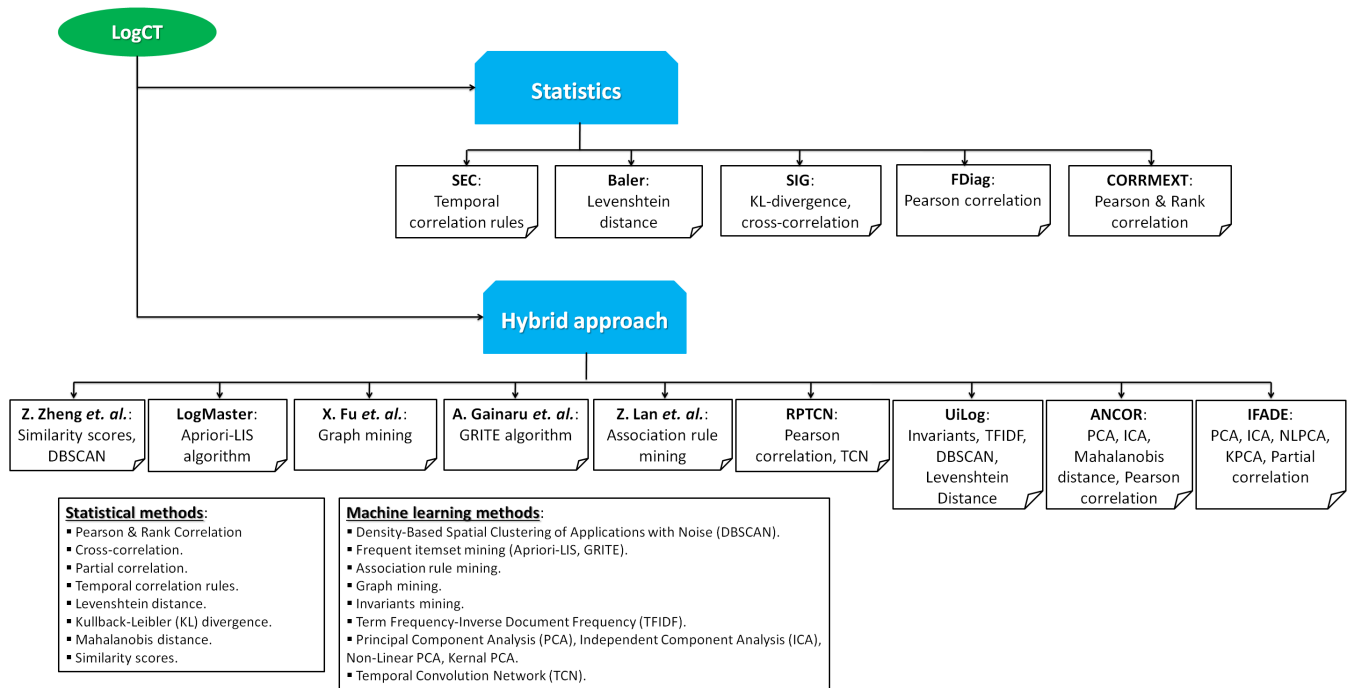 LogCT
Statistics
SEC:
Temporal
correlation rules
Baler:
Levenshtein
distance
SIG:
KL-divergence,
cross-correlation
FDiag:
Pearson correlation
CORRMEXT:
Pearson & Rank
correlation
Hybrid approach
Z. Zheng et. al.:
Similarity scores,
DBSCAN
LogMaster:
Apriori-LIS
algorithm
X. Fu et. al.:
Graph mining
A. Gainaru et. al.:
GRITE algorithm
Z. Lan et. al.:
Association rule
mining
RPTCN:
Pearson
correlation, TCN
UiLog:
Invariants, TFIDF,
DBSCAN,
Levenshtein
Distance
ANCOR:
PCA, ICA,
Mahalanobis
distance, Pearson
correlation
IFADE:
PCA, ICA, NLPCA,
KPCA, Partial
correlation
Statistical methods:
▪ Pearson & Rank Correlation
▪ Cross-correlation.
▪ Partial correlation.
▪ Temporal correlation rules.
▪ Levenshtein distance.
▪ Kullback-Leibler (KL) divergence.
▪ Mahalanobis distance.
▪ Similarity scores.
Machine learning methods:
▪ Density-Based Spatial Clustering of Applications with Noise (DBSCAN).
▪ Frequent itemset mining (Apriori-LIS, GRITE).
▪ Association rule mining.
▪ Graph mining.
▪ Invariants mining.
▪ Term Frequency-Inverse Document Frequency (TFIDF).
▪ Principal Component Analysis (PCA), Independent Component Analysis (ICA),
Non-Linear PCA, Kernal PCA.
▪ Temporal Convolution Network (TCN).